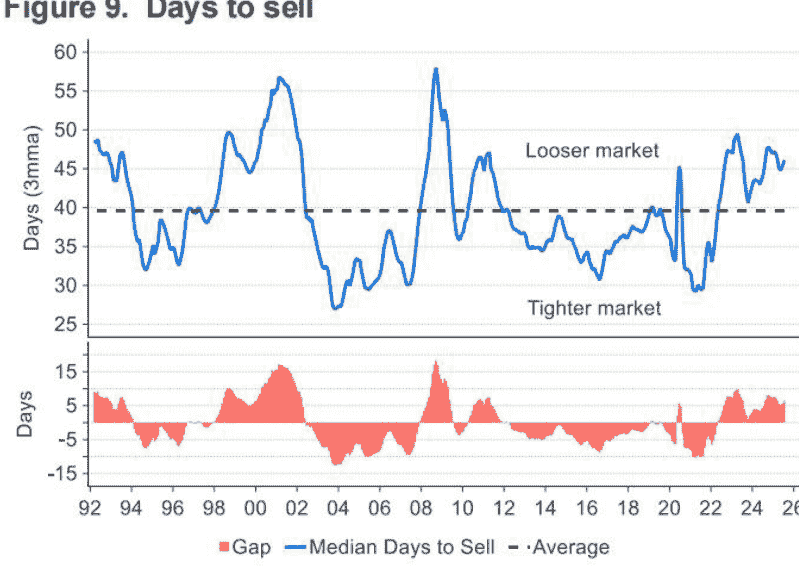 Figure 9. Days to sell
60
55
50
45
40
35
30
25
Days (3mma)
Looser market
Tighter market
15
5
-5
-15
Days
92 94 96 98 00 02 04 06 08 10 12 14 16 18 20 22 24 26
Gap Median Days to Sell Average